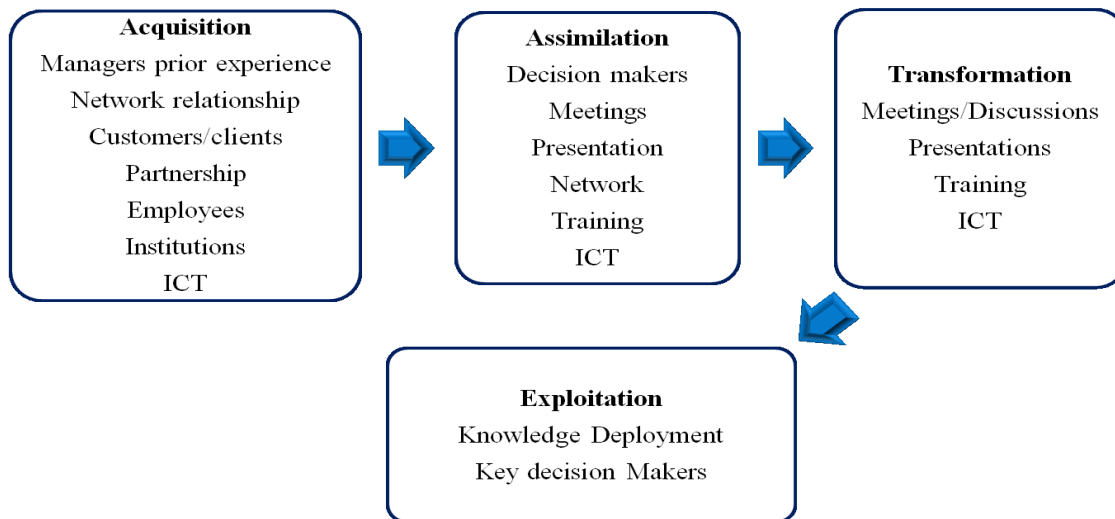 Acquisition
Managers prior experience
Network relationship
Customers/clients
Partnership
Employees
Institutions
ICT
Assimilation
Decision makers
Meetings
Presentation
Network
Training
ICT
Transformation
Meetings/Discussions
Presentations
Training
ICT
Exploitation
Knowledge Deployment
Key decision Makers